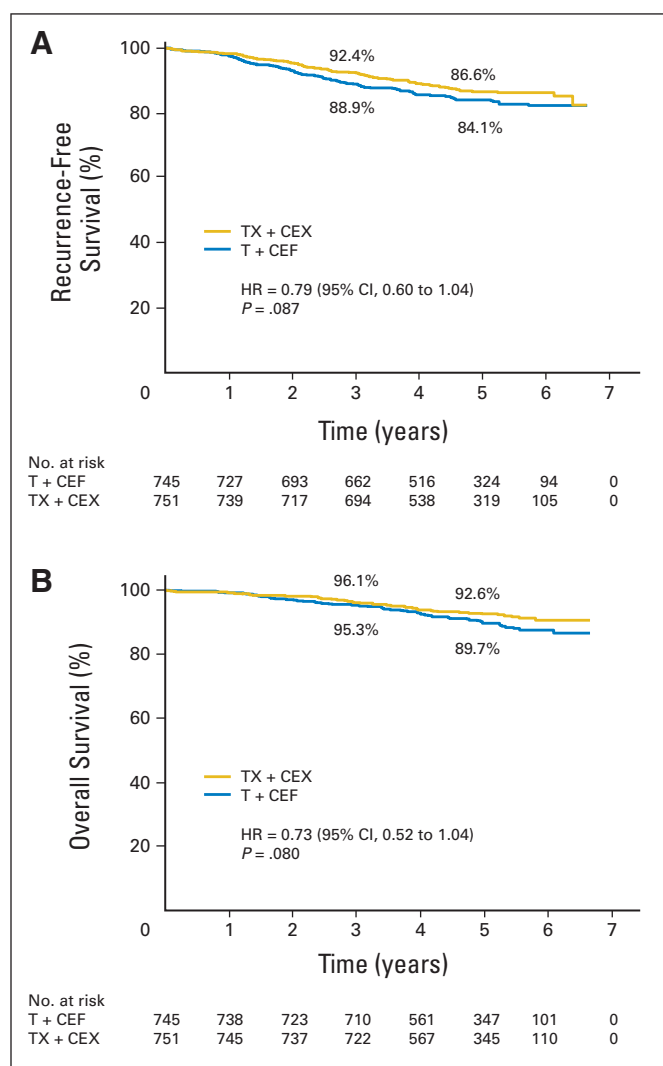 A
100
80
60
40
20
0
Recurrence-Free
Survival (%)
92.4%
86.6%
88.9%
84.1%
TX + CEX
T + CEF
HR = 0.79 (95% CI, 0.60 to 1.04)
P = .087
1 2 3 4 5 6 7
Time (years)
No. at risk
T + CEF 745 727 693 662 516 324 94 0
TX + CEX 751 739 717 694 538 319 105 0
B
100
80
60
40
20
0
Overall Survival (%)
96.1%
92.6%
95.3%
89.7%
TX + CEX
T + CEF
HR = 0.73 (95% CI, 0.52 to 1.04)
P = .080
1 2 3 4 5 6 7
Time (years)
No. at risk
T + CEF 745 738 723 710 561 347 101 0
TX + CEX 751 745 737 722 567 345 110 0